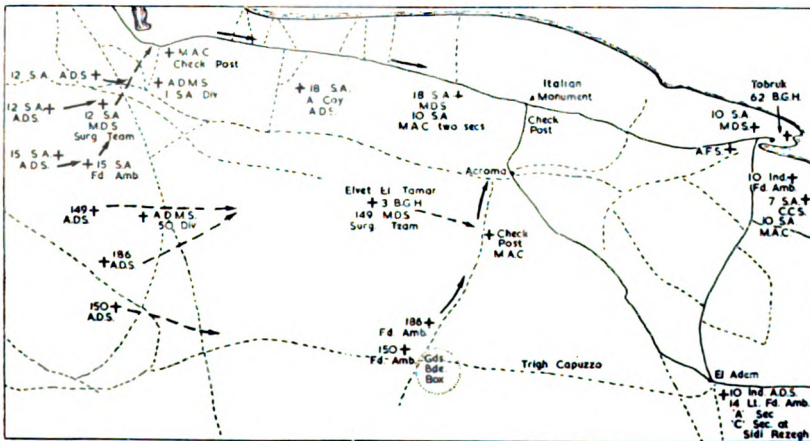 M.A.C
Check Post
12 S.A. A.D.S.
A.D.M.S.
1 S.A. Div
12 S.A.
A.D.S.
12 S.A.
M.D.S
Surg Team
15 S.A.
A.D.S.
15 S.A
Fd Amb
18 S.A.
A Coy
A.D.S.
18 S.A
M.D.S
10 S.A
M.A.C two secs
Italian
Monument
Check
Post
Tobruk
62 B.G.H.
10 S.A
M.D.S.
A.F.S.
10 Ind.
Fd. Amb.
7 S.A.
C.C.S.
10 S.A
M.A.C
Acroma
149
A.D.S.
A.D.M.S.
50 Div
Elvet El Tamar
3 B.G.H
149 M.D.S
Surg Team
186
A.D.S.
Check
Post
M.A.C
150
A.D.S.
186
Fd Amb.
150
Fd Amb.
Gds
Bde
Box
Trigh Capuzzo
El Adem
10 Ind A.D.S.
14 Lt. Fd Amb.
'A' Sec
'C' Sec. at
Sidi Rezegh